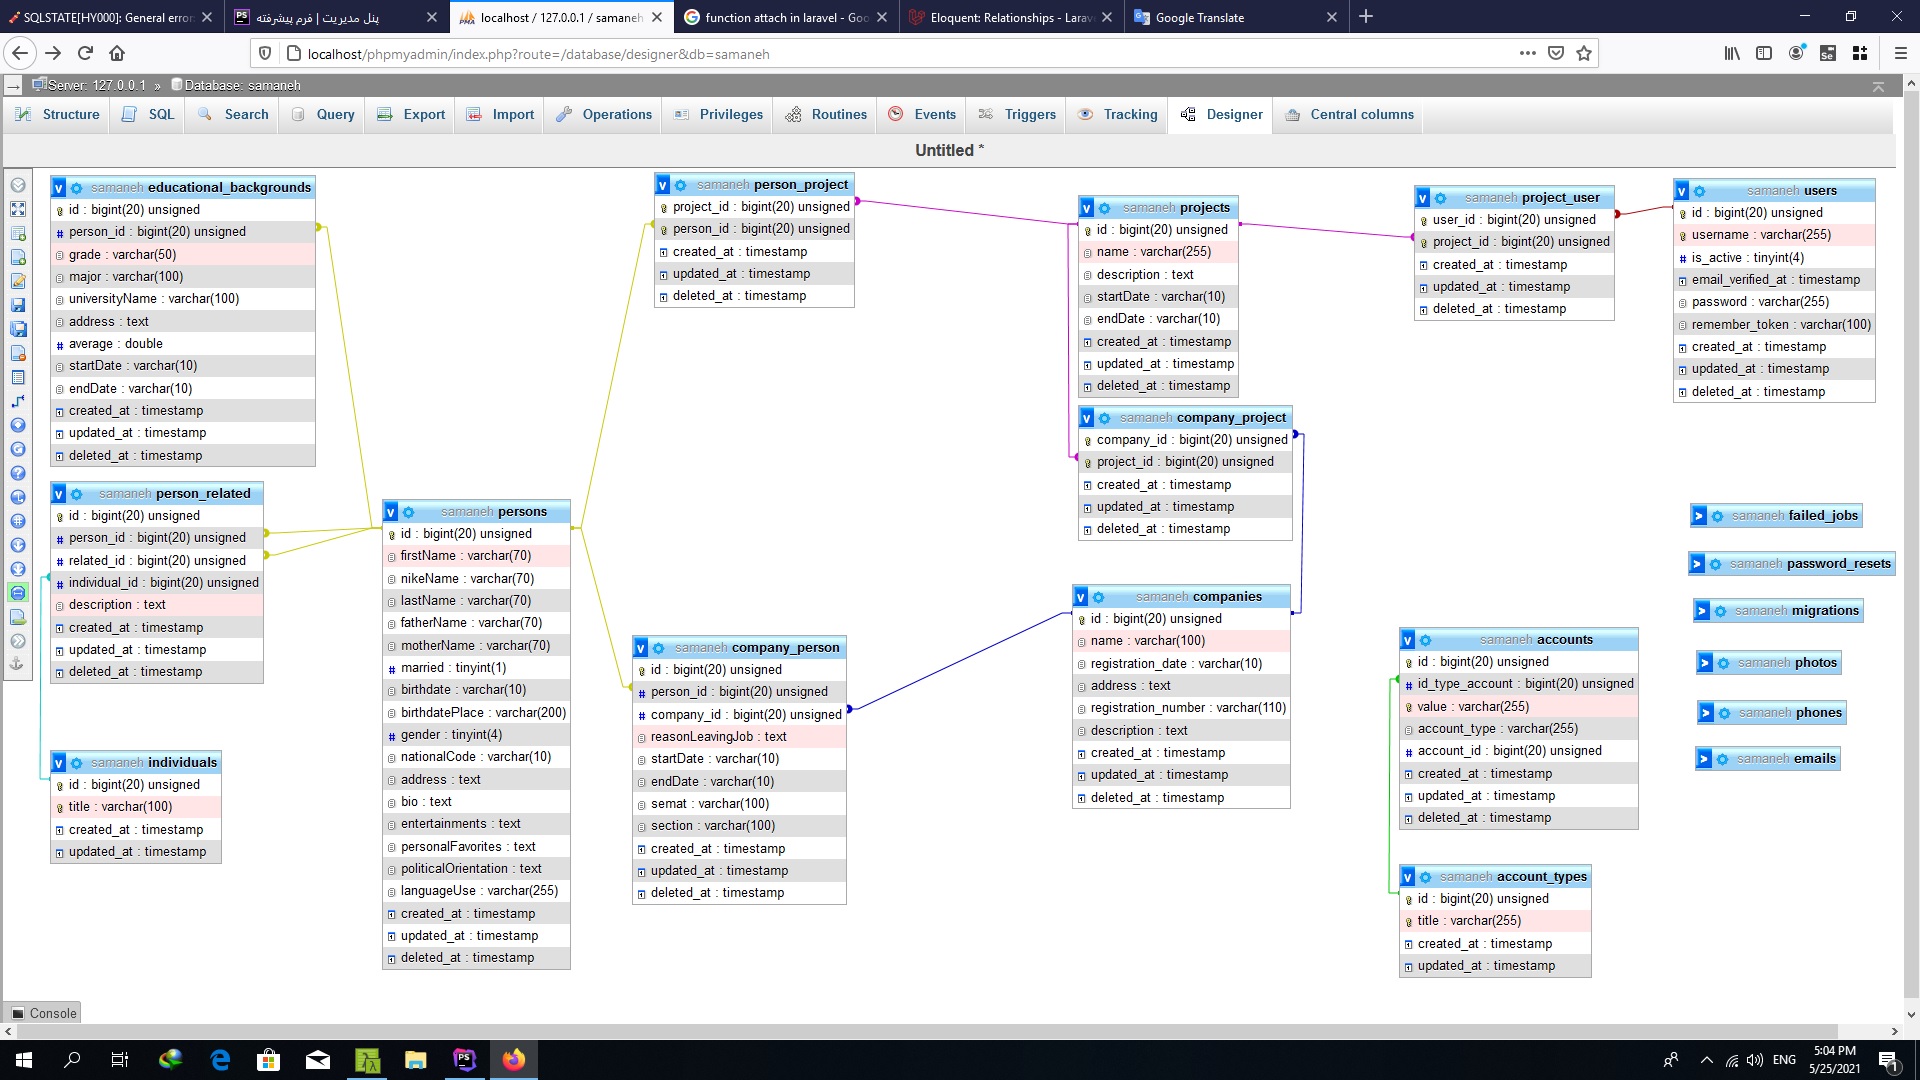 SQLSTATE[HY000]: General error
پنل مدیریت | فرم پیشرفته
localhost / 127.0.0.1 / samaneh
function attach in laravel - Goo
Eloquent: Relationships - Larav
Google Translate
localhost/phpmyadmin/index.php?route=/database/designer&db=samaneh
Server: 127.0.0.1 » Database: samaneh
Structure SQL Search Query Export Import Operations Privileges Routines Events Triggers Tracking Designer Central columns
Untitled *
samaneh educational_backgrounds
id : bigint(20) unsigned
person_id : bigint(20) unsigned
grade : varchar(50)
major : varchar(100)
universityName : varchar(100)
address : text
average : double
startDate : varchar(10)
endDate : varchar(10)
created_at : timestamp
updated_at : timestamp
deleted_at : timestamp
samaneh person_related
id : bigint(20) unsigned
person_id : bigint(20) unsigned
related_id : bigint(20) unsigned
individual_id : bigint(20) unsigned
description : text
created_at : timestamp
updated_at : timestamp
deleted_at : timestamp
samaneh individuals
id : bigint(20) unsigned
title : varchar(100)
created_at : timestamp
updated_at : timestamp
samaneh persons
id : bigint(20) unsigned
firstName : varchar(70)
nikeName : varchar(70)
lastName : varchar(70)
fatherName : varchar(70)
motherName : varchar(70)
married : tinyint(1)
birthdate : varchar(10)
birthdatePlace : varchar(200)
gender : tinyint(4)
nationalCode : varchar(10)
address : text
bio : text
entertainments : text
personalFavorites : text
politicalOrientation : text
languageUse : varchar(255)
created_at : timestamp
updated_at : timestamp
deleted_at : timestamp
samaneh person_project
project_id : bigint(20) unsigned
person_id : bigint(20) unsigned
created_at : timestamp
updated_at : timestamp
deleted_at : timestamp
samaneh company_person
id : bigint(20) unsigned
person_id : bigint(20) unsigned
company_id : bigint(20) unsigned
reasonLeavingJob : text
startDate : varchar(10)
endDate : varchar(10)
semat : varchar(100)
section : varchar(100)
created_at : timestamp
updated_at : timestamp
deleted_at : timestamp
samaneh projects
id : bigint(20) unsigned
name : varchar(255)
description : text
startDate : varchar(10)
endDate : varchar(10)
created_at : timestamp
updated_at : timestamp
deleted_at : timestamp
samaneh company_project
company_id : bigint(20) unsigned
project_id : bigint(20) unsigned
created_at : timestamp
updated_at : timestamp
deleted_at : timestamp
samaneh companies
id : bigint(20) unsigned
name : varchar(100)
registration_date : varchar(10)
address : text
registration_number : varchar(110)
description : text
created_at : timestamp
updated_at : timestamp
deleted_at : timestamp
samaneh project_user
user_id : bigint(20) unsigned
project_id : bigint(20) unsigned
created_at : timestamp
updated_at : timestamp
deleted_at : timestamp
samaneh users
id : bigint(20) unsigned
username : varchar(255)
is_active : tinyint(4)
email_verified_at : timestamp
password : varchar(255)
remember_token : varchar(100)
created_at : timestamp
updated_at : timestamp
deleted_at : timestamp
samaneh accounts
id : bigint(20) unsigned
id_type_account : bigint(20) unsigned
value : varchar(255)
account_type : varchar(255)
account_id : bigint(20) unsigned
created_at : timestamp
updated_at : timestamp
deleted_at : timestamp
samaneh account_types
id : bigint(20) unsigned
title : varchar(255)
created_at : timestamp
updated_at : timestamp
samaneh failed_jobs
samaneh password_resets
samaneh migrations
samaneh photos
samaneh phones
samaneh emails
Console
ENG
5:04 PM
5/25/2021
1